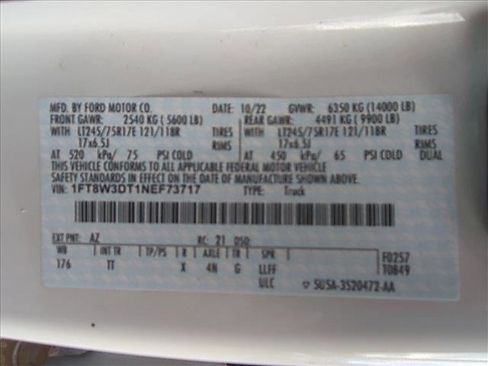 MFD. BY FORD MOTOR CO. DATE: 10/22 GVWR: 6350 KG (14000 LB)
FRONT GAWR: 2540 KG (5600 LB) REAR GAWR: 4491 KG (9900 LB)
WITH LT245/75R17E 121/118R TIRES WITH LT245/75R17E 121/118R TIRES
17x6.5J RIMS 17x6.5J RIMS
AT 520 kPa/ 75 PSI COLD AT 450 kPa/ 65 PSI COLD DUAL
THIS VEHICLE CONFORMS TO ALL APPLICABLE FEDERAL MOTOR VEHICLE
SAFETY STANDARDS IN EFFECT ON THE DATE OF MANUFACTURE SHOWN ABOVE.
VIN: 1FT8W3DT1NEF73717 TYPE: Truck
EXT PNT: AZ RC: 21 DSO:
WB INT TR TP/PS R AXLE TR SPR F0257
176 TT X 4N G LLFF T0849
ULC 5U5A-3520472-AA